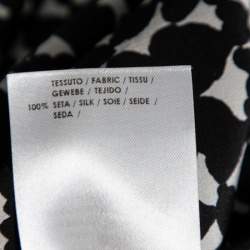 TESSUTO / FABRIC / TISSU /
GEWEBE / TEJIDO /
100% SETA / SILK / SOIE / SEIDE /
SEDA /